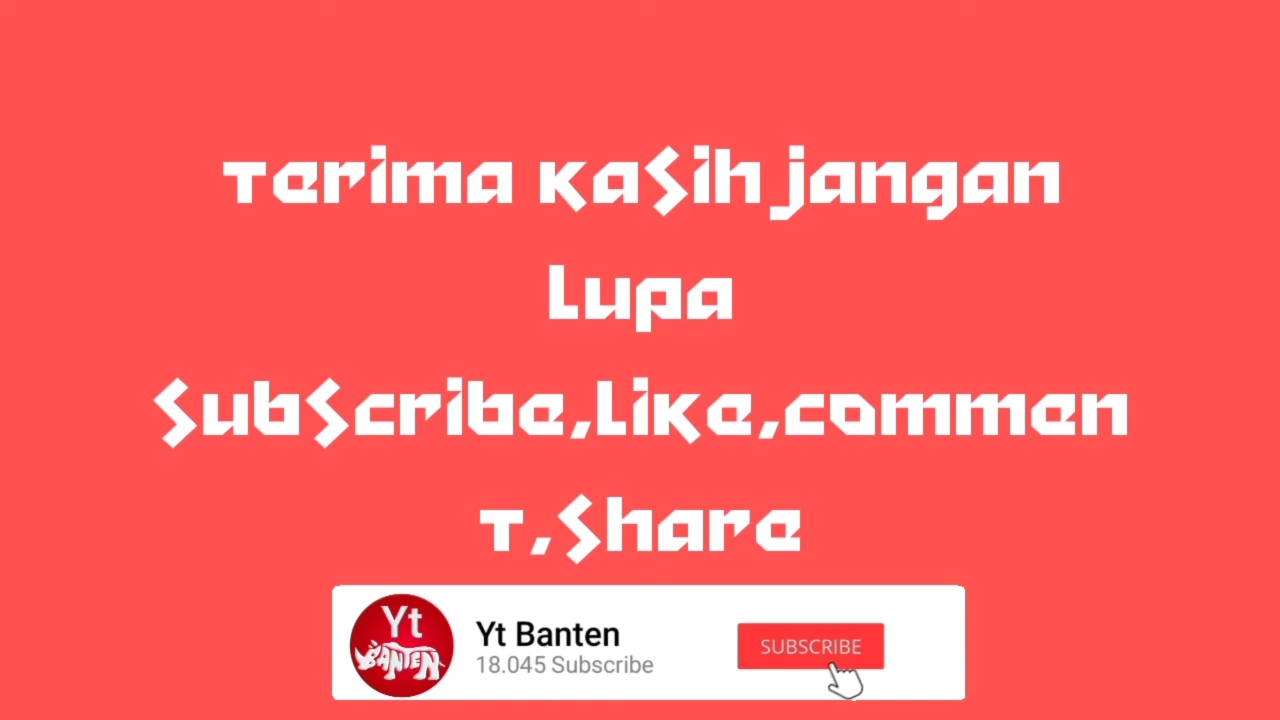 Terima Kasih Jangan
Lupa
Subscribe,Like,commen
t,Share
Yt
BANTEN
Yt Banten
18.045 Subscribe
SUBSCRIBE